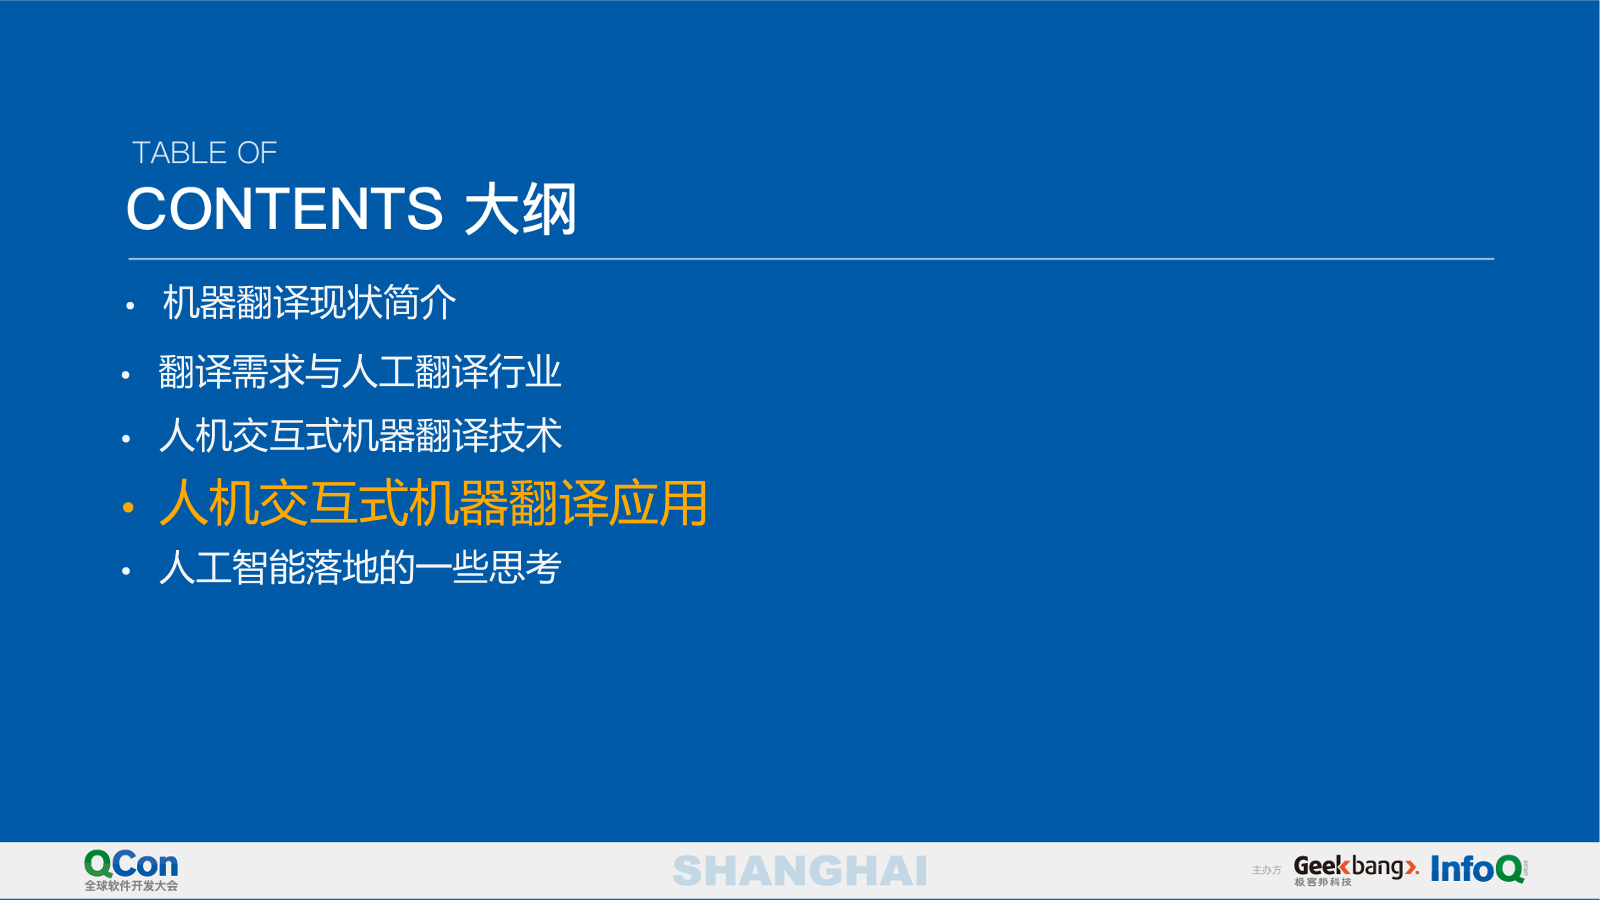 TABLE OF
CONTENTS 大纲
• 机器翻译现状简介
• 翻译需求与人工翻译行业
• 人机交互式机器翻译技术
• 人机交互式机器翻译应用
• 人工智能落地的一些思考
QCon
全球软件开发大会
SHANGHAI
主办方
Geekbang>.
极客邦科技
InfoQ